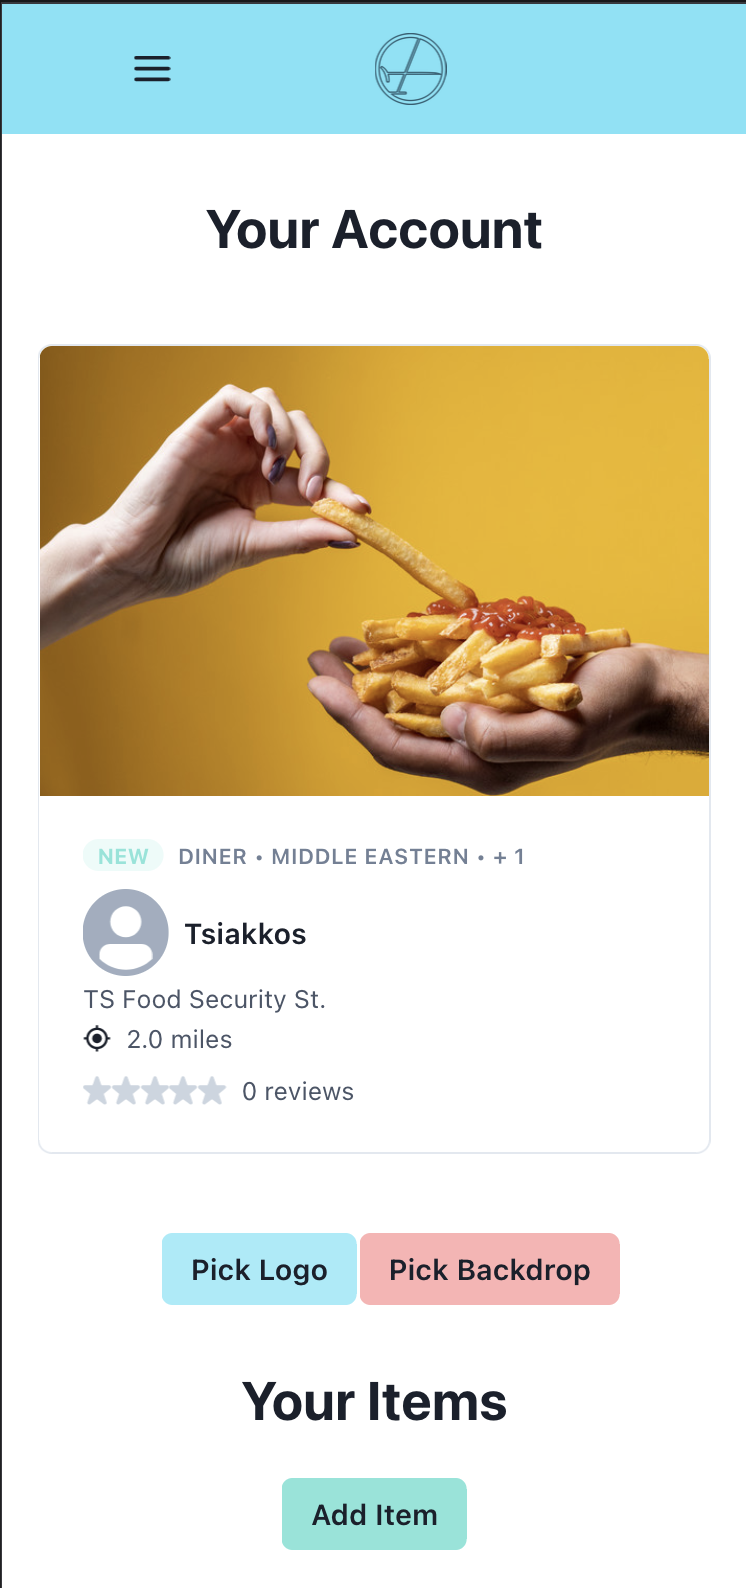 Your Account
NEW DINER • MIDDLE EASTERN • + 1
Tsiakkos
TS Food Security St.
2.0 miles
0 reviews
Pick Logo Pick Backdrop
Your Items
Add Item